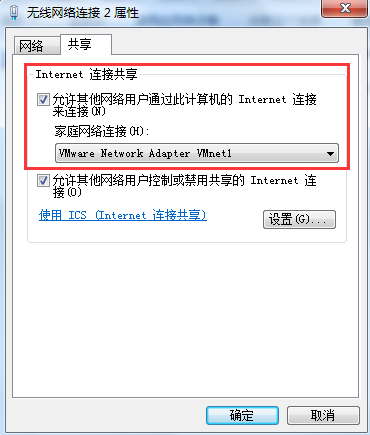 无线网络连接 2 属性
网络
共享
Internet 连接共享
允许其他网络用户通过此计算机的 Internet 连接
来连接(N)
家庭网络连接(H):
VMware Network Adapter VMnet1
允许其他网络用户控制或禁用共享的 Internet 连
接(O)
使用 ICS (Internet 连接共享)
设置(G)...
确定
取消